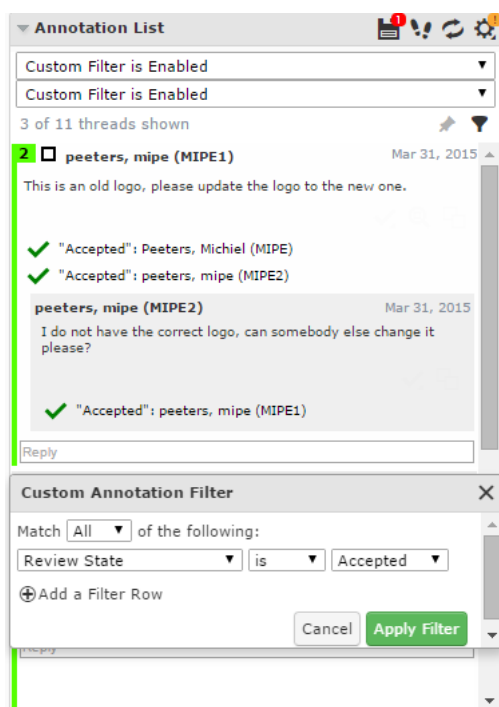 Annotation List
1
!
Custom Filter is Enabled
Custom Filter is Enabled
3 of 11 threads shown
2 peeters, mipe (MIPE1) Mar 31, 2015
This is an old logo, please update the logo to the new one.
"Accepted": Peeters, Michiel (MIPE)
"Accepted": peeters, mipe (MIPE2)
peeters, mipe (MIPE2) Mar 31, 2015
I do not have the correct logo, can somebody else change it
please?
"Accepted": peeters, mipe (MIPE1)
Reply
Custom Annotation Filter
Match All of the following:
Review State is Accepted
Add a Filter Row
Cancel Apply Filter
Reply